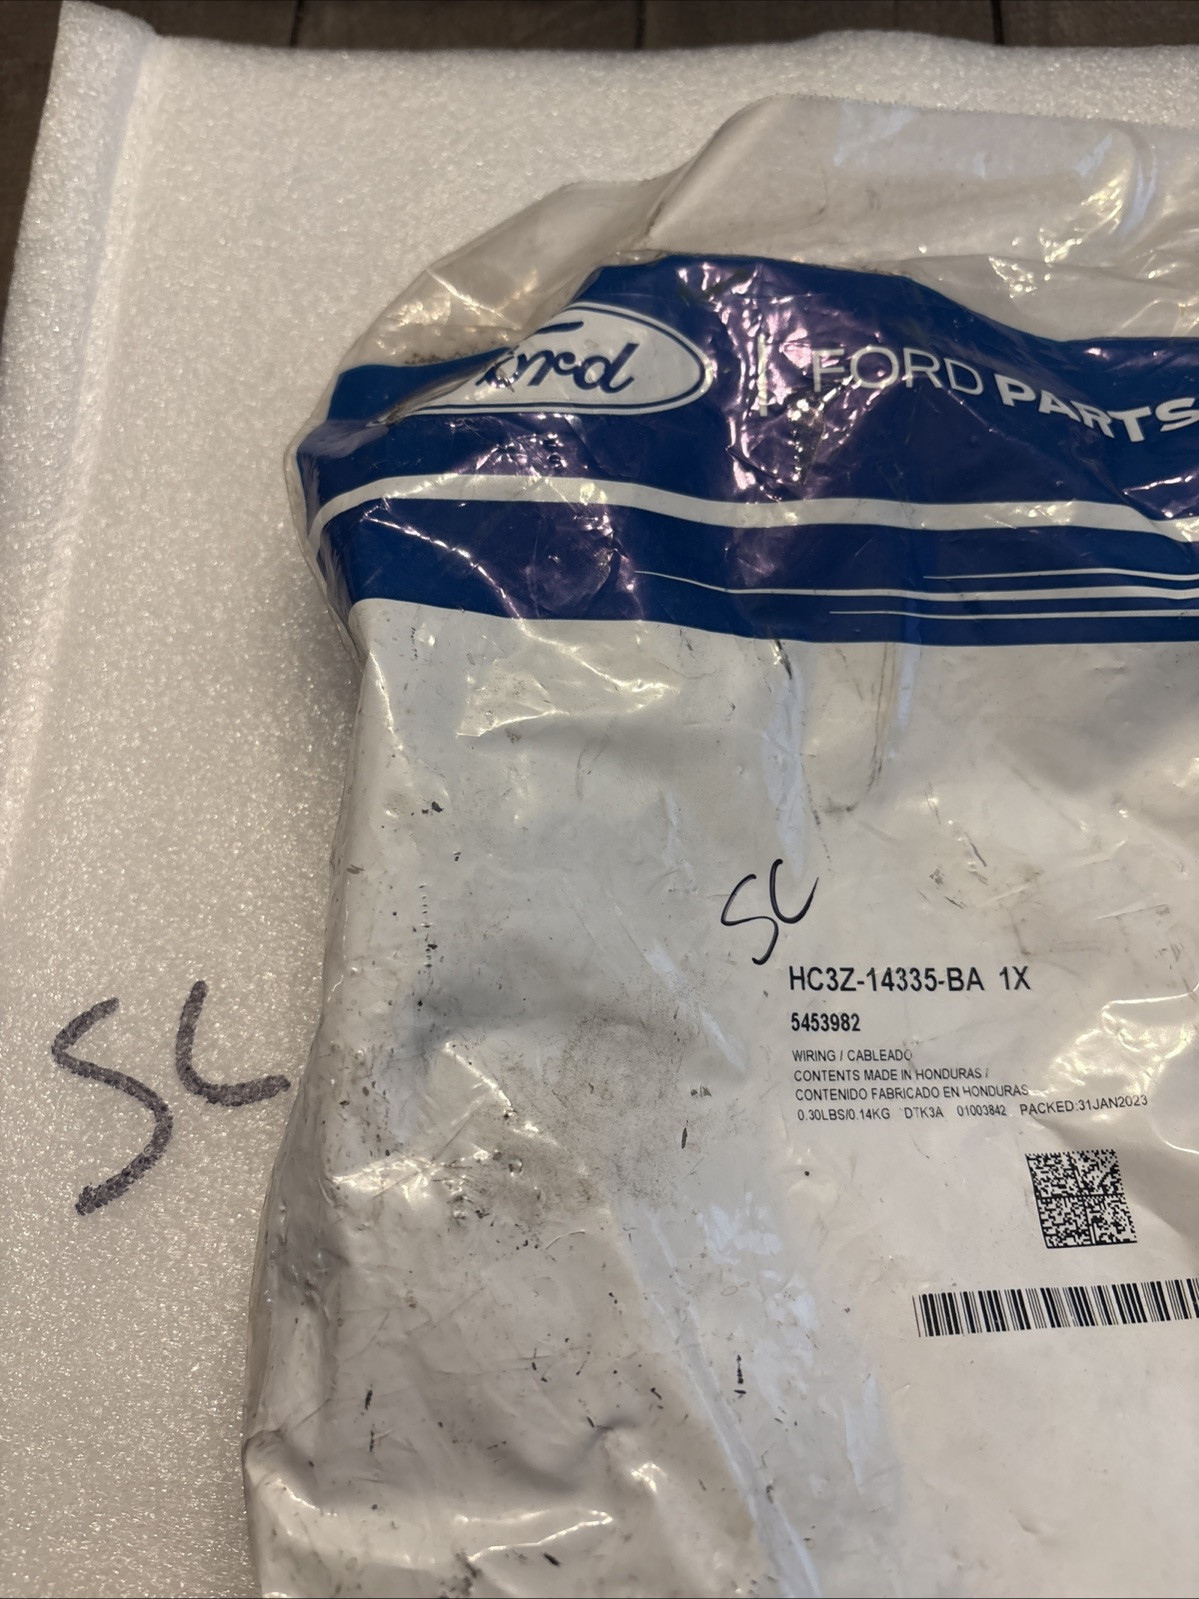 Ford
FORD PARTS
SC
HC3Z-14335-BA 1X
5453982
WIRING / CABLEADO
CONTENTS MADE IN HONDURAS /
CONTENIDO FABRICADO EN HONDURAS
0.30LBS/0.14KG DTK3A 01003842 PACKED:31JAN2023
SC